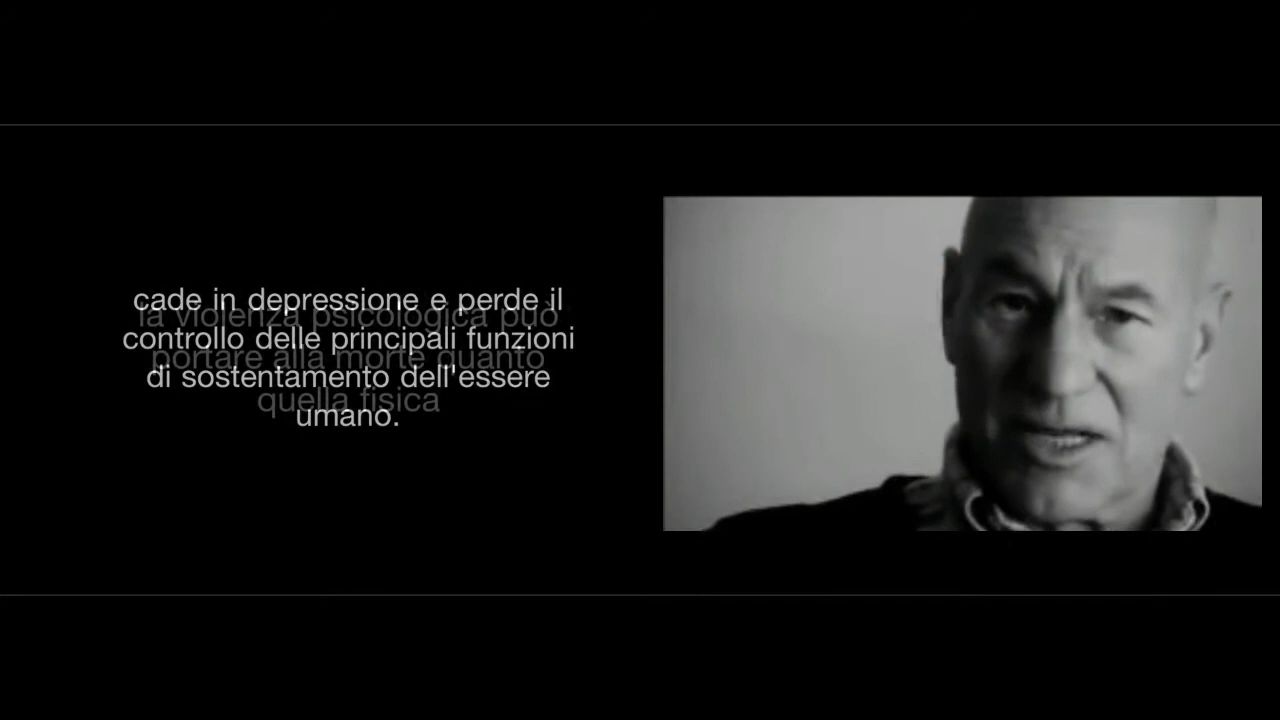 cade in depressione e perde il
controllo delle principali funzioni
di sostentamento dell'essere
umano.
la violenza psicologica può
portare alla morte quanto
quella fisica